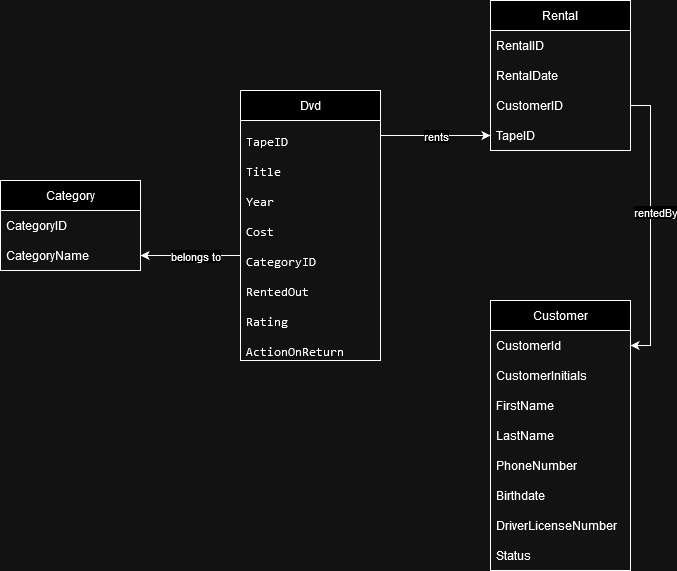 Rental
RentalID
RentalDate
CustomerID
TapeID
rents
Dvd
TapeID
Title
Year
Cost
CategoryID
RentedOut
Rating
ActionOnReturn
Category
CategoryID
CategoryName
belongs to
rentedBy
Customer
CustomerId
CustomerInitials
FirstName
LastName
PhoneNumber
Birthdate
DriverLicenseNumber
Status